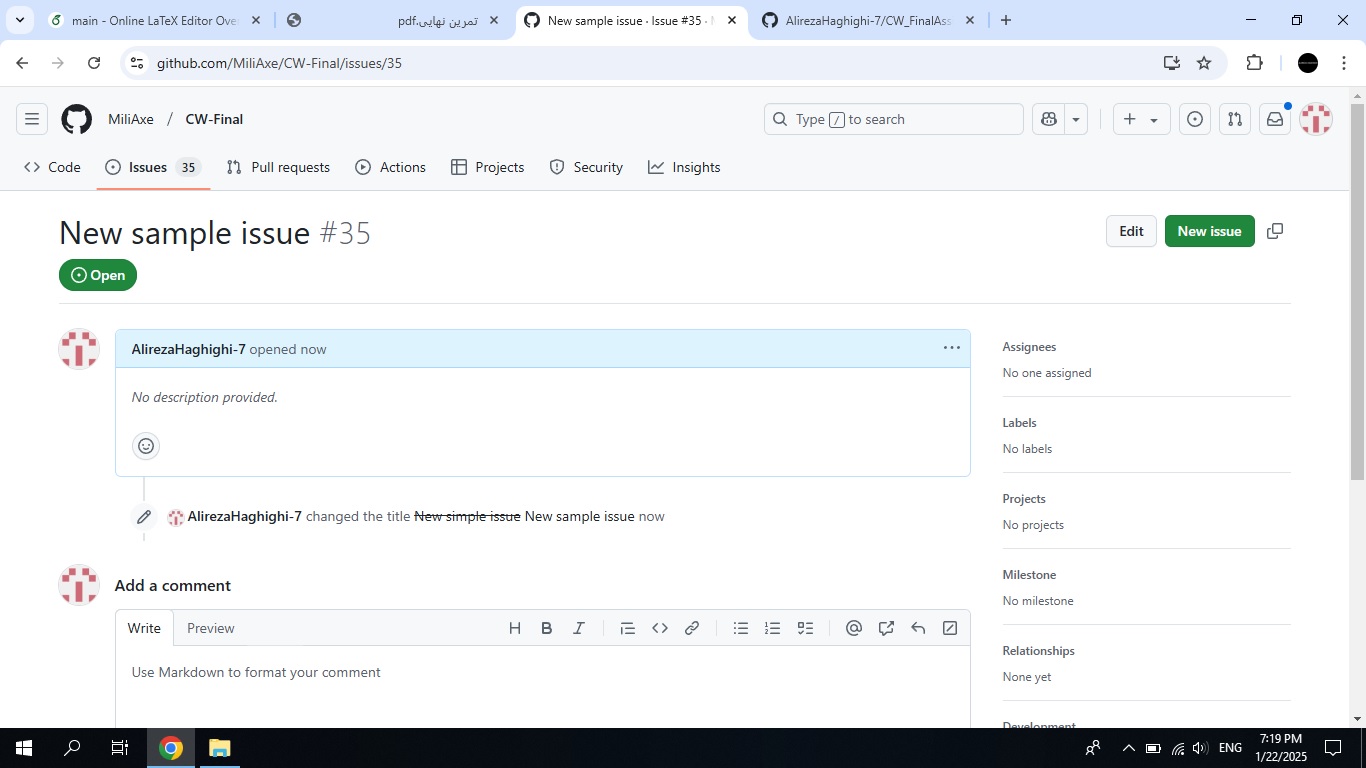 main - Online LaTeX Editor Over
تمرین نهایی.pdf
New sample issue · Issue #35 ·
AlirezaHaghighi-7/CW_FinalAss
github.com/MiliAxe/CW-Final/issues/35
MiliAxe / CW-Final
Type / to search
Code
Issues 35
Pull requests
Actions
Projects
Security
Insights
New sample issue #35
Edit
New issue
Open
AlirezaHaghighi-7 opened now
No description provided.
AlirezaHaghighi-7 changed the title New simple issue New sample issue now
Add a comment
Write
Preview
H B I
Use Markdown to format your comment
Assignees
No one assigned
Labels
No labels
Projects
No projects
Milestone
No milestone
Relationships
None yet
Development
ENG
7:19 PM
1/22/2025